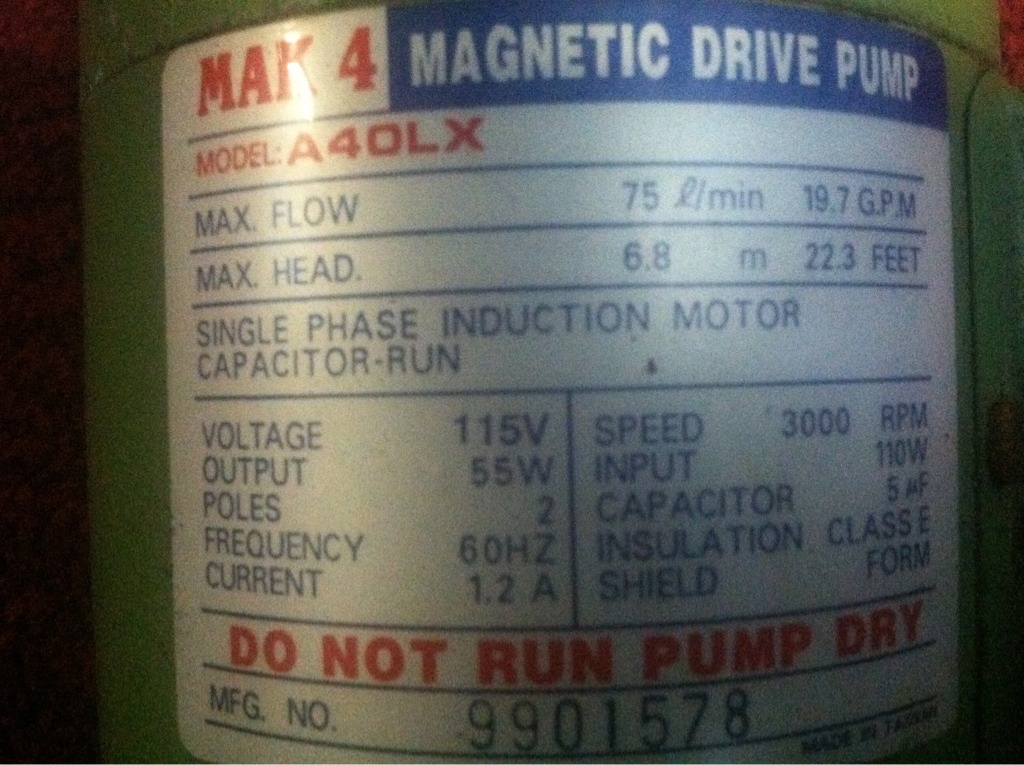 MAK 4 MAGNETIC DRIVE PUMP
MODEL: A40LX
MAX. FLOW 75 ℓ/min 19.7 G.P.M
MAX. HEAD. 6.8 m 22.3 FEET
SINGLE PHASE INDUCTION MOTOR
CAPACITOR-RUN
VOLTAGE 115V
OUTPUT 55W
POLES 2
FREQUENCY 60HZ
CURRENT 1.2 A
SPEED 3000 RPM
INPUT 110W
CAPACITOR 5 μF
INSULATION CLASS E
SHIELD FORM
DO NOT RUN PUMP DRY
MFG. NO. 9901578
MADE IN TAIWAN